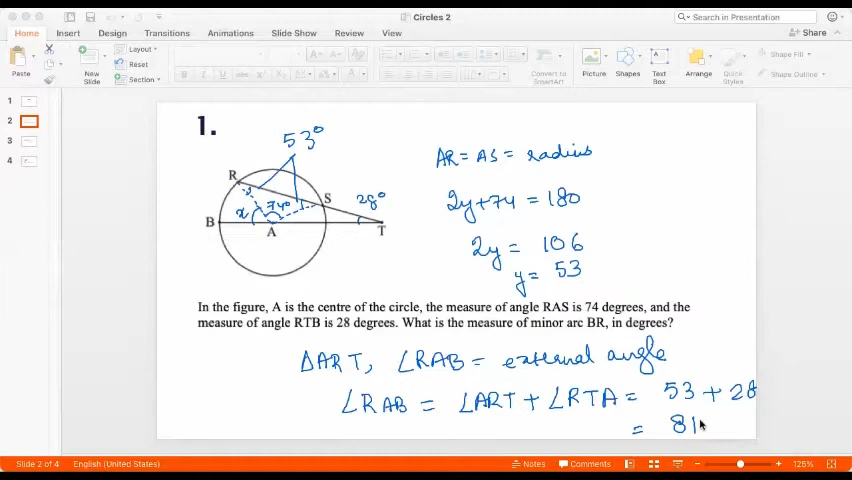 Circles 2
Search in Presentation
Home Insert Design Transitions Animations Slide Show Review View Share
Paste
New Slide
Layout
Reset
Section
B I U
Convert to SmartArt
Picture
Shapes
Text Box
Arrange
Quick Styles
Shape Fill
Shape Outline
1
2
3
4
1.
53°
R
S
28°
x
74°
B
A
T
AR = AS = radius
2y + 74 = 180
2y = 106
y = 53
In the figure, A is the centre of the circle, the measure of angle RAS is 74 degrees, and the
measure of angle RTB is 28 degrees. What is the measure of minor arc BR, in degrees?
ΔART, ∠RAB = external angle
∠RAB = ∠ART + ∠RTA = 53 + 28
= 81
Slide 2 of 4 English (United States) Notes Comments 125%